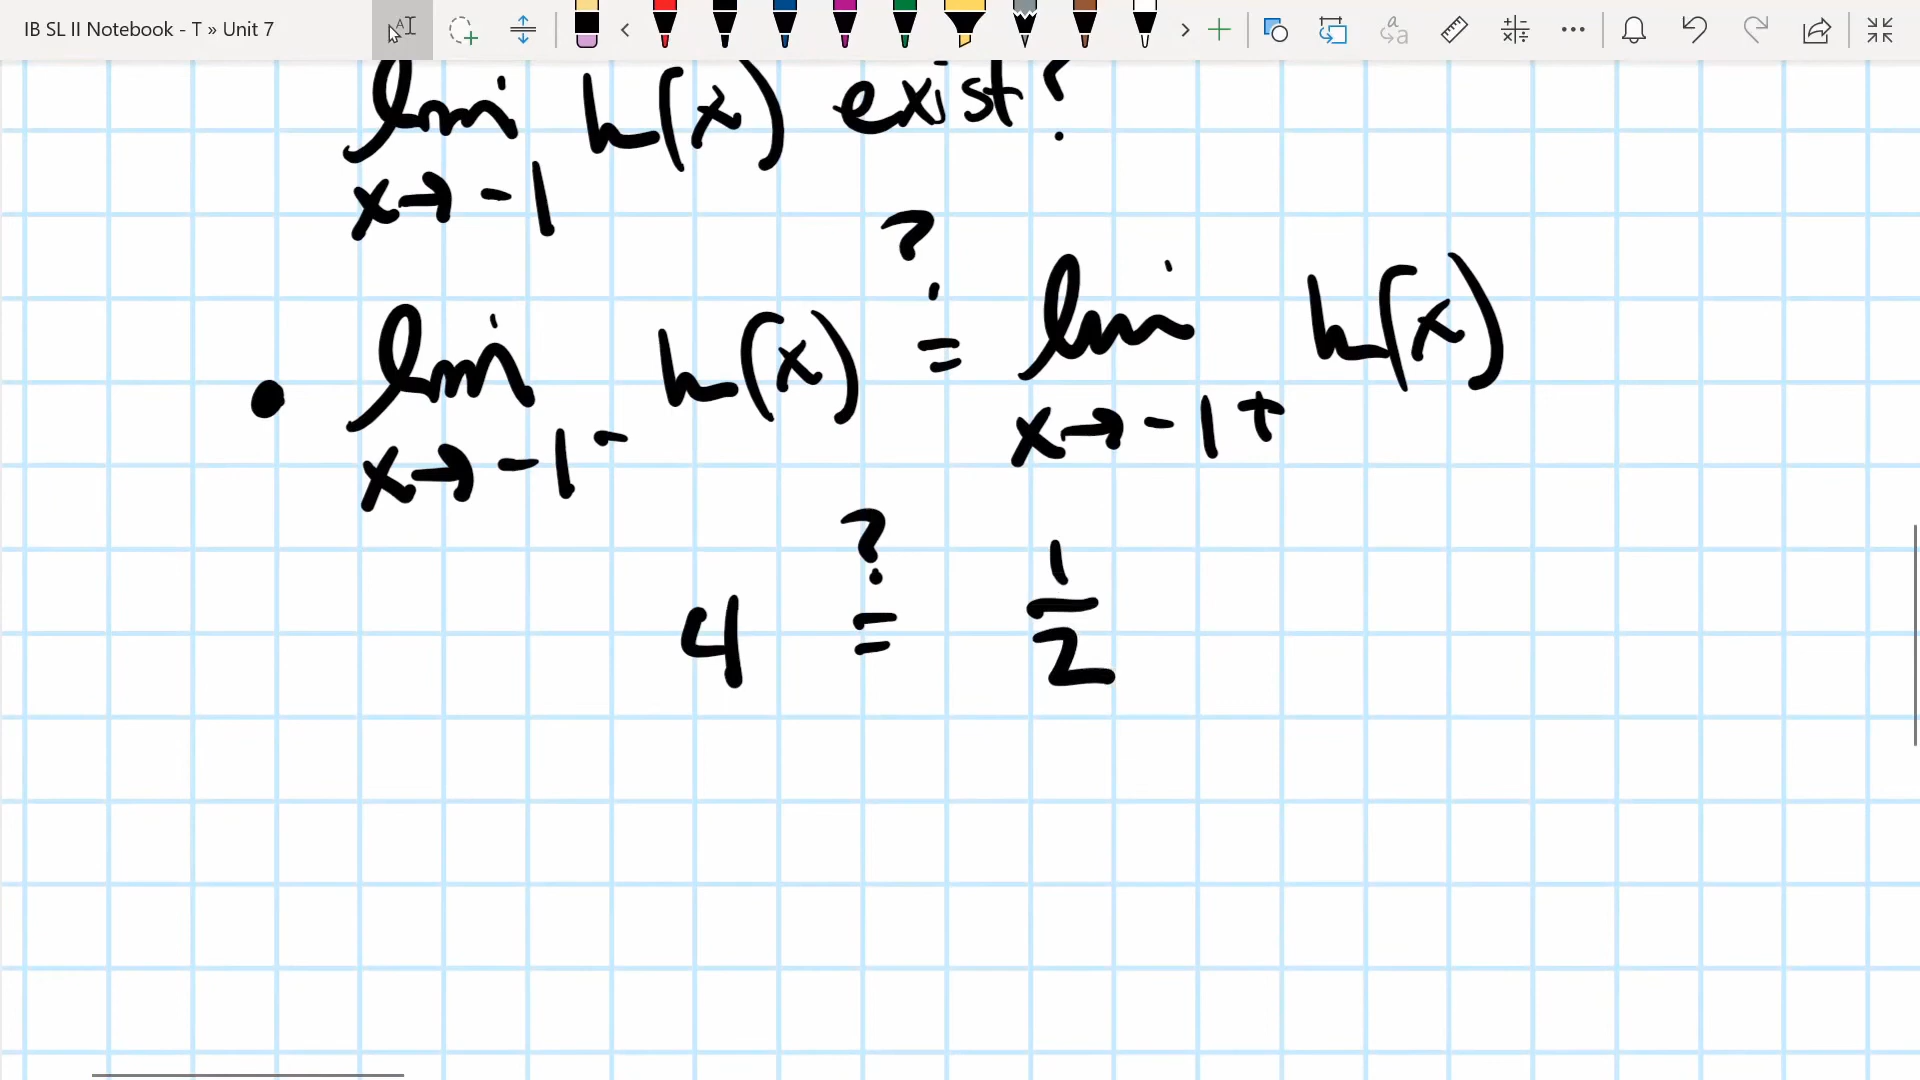 IB SL II Notebook - T » Unit 7
lim h(x) exist?
x→-1
lim h(x) ?= lim h(x)
x→-1⁻ x→-1⁺
4 ?= 1/2